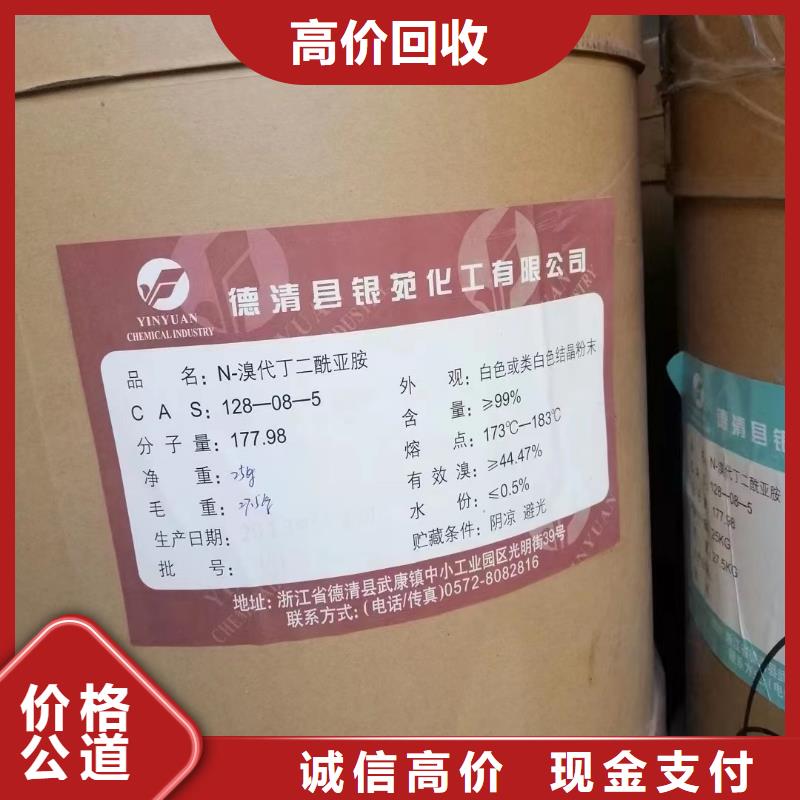 高价回收
YINYUAN
CHEMICAL INDUSTRY
德清县银苑化工有限公司
品 名：N-溴代丁二酰亚胺
C A S：128—08—5
分子量：177.98
净 重：25kg
毛 重：27.5kg
生产日期：
批 号：
外 观：白色或类白色结晶粉末
含 量：≥99%
熔 点：173℃—183℃
有效溴：≥44.47%
水 份：≤0.5%
贮藏条件：阴凉 避光
地址：浙江省德清县武康镇中小工业园区光明街39号
联系方式：(电话/传真)0572-8082816
德清县银
N-溴代丁二酰亚胺
128—08—5
177.98
25KG
27.5KG
价格
公道
诚信高价 现金支付